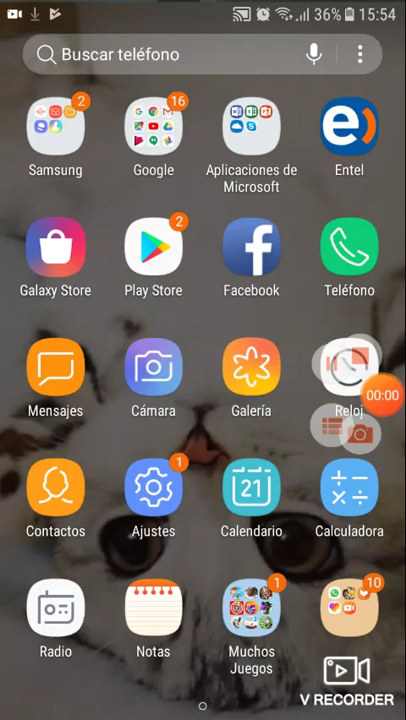 36% 15:54
Buscar teléfono
2
16
Samsung
Google
Aplicaciones de
Microsoft
Entel
2
Galaxy Store
Play Store
Facebook
Teléfono
Mensajes
Cámara
Galería
Reloj
00:00
1
21
Contactos
Ajustes
Calendario
Calculadora
1
10
Radio
Notas
Muchos
Juegos
V RECORDER